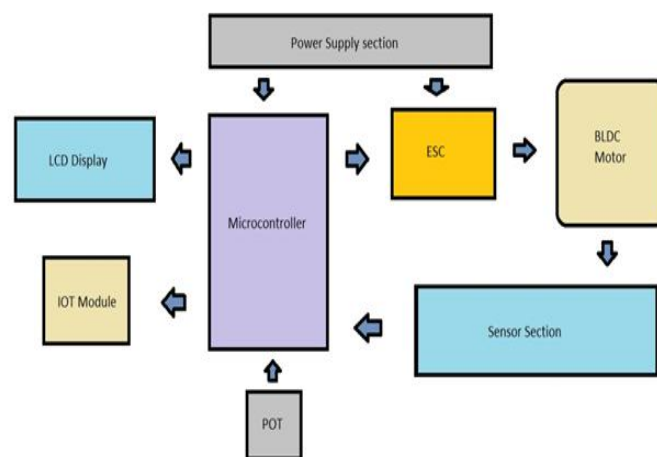 Power Supply section
LCD Display
Microcontroller
ESC
BLDC
Motor
IOT Module
Sensor Section
POT